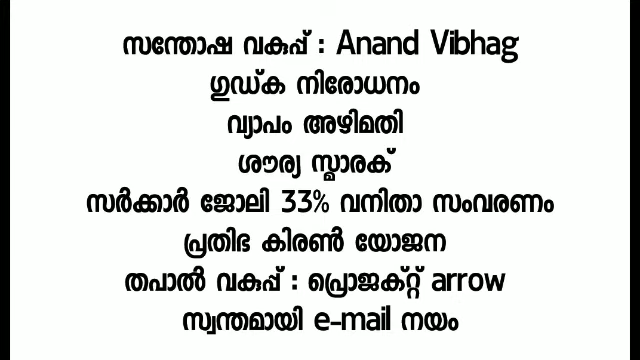 സന്തോഷ വകുപ്പ് : Anand Vibhag
ഗുഡ്ക നിരോധനം
വ്യാപം അഴിമതി
ശൗര്യ സ്മാരക്
സർക്കാർ ജോലി 33% വനിതാ സംവരണം
പ്രതിഭ കിരൺ യോജന
തപാൽ വകുപ്പ് : പ്രൊജക്റ്റ് arrow
സ്വന്തമായി e-mail നയം